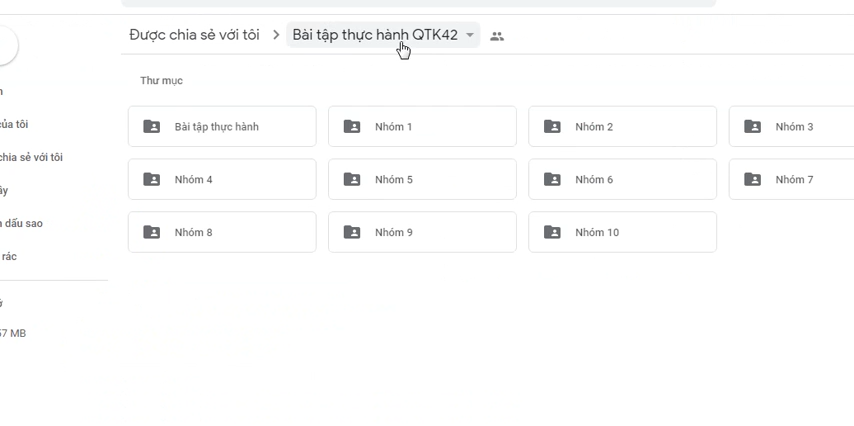 Được chia sẻ với tôi > Bài tập thực hành QTK42
Thư mục
Bài tập thực hành
Nhóm 1
Nhóm 2
Nhóm 3
Nhóm 4
Nhóm 5
Nhóm 6
Nhóm 7
Nhóm 8
Nhóm 9
Nhóm 10
của tôi
chia sẻ với tôi
dấu sao
rác
MB